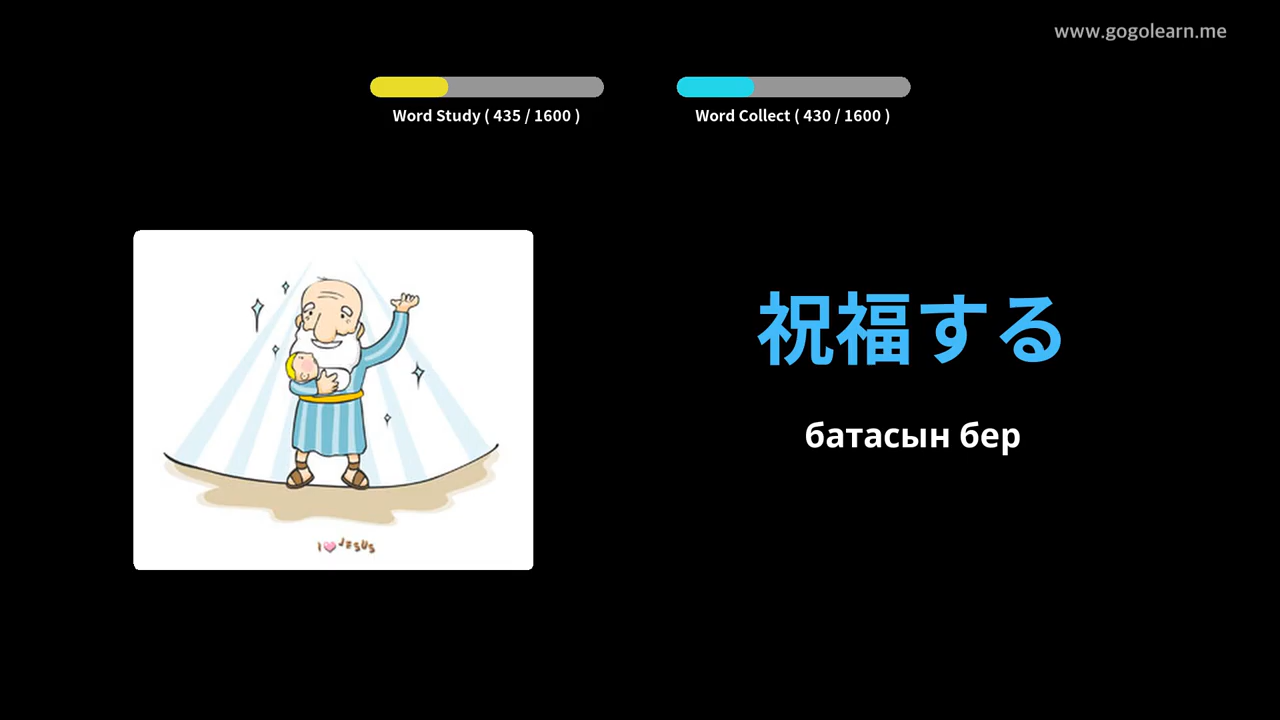 www.gogolearn.me
Word Study ( 435 / 1600 )
Word Collect ( 430 / 1600 )
祝福する
батасын бер
I ♥ JESUS